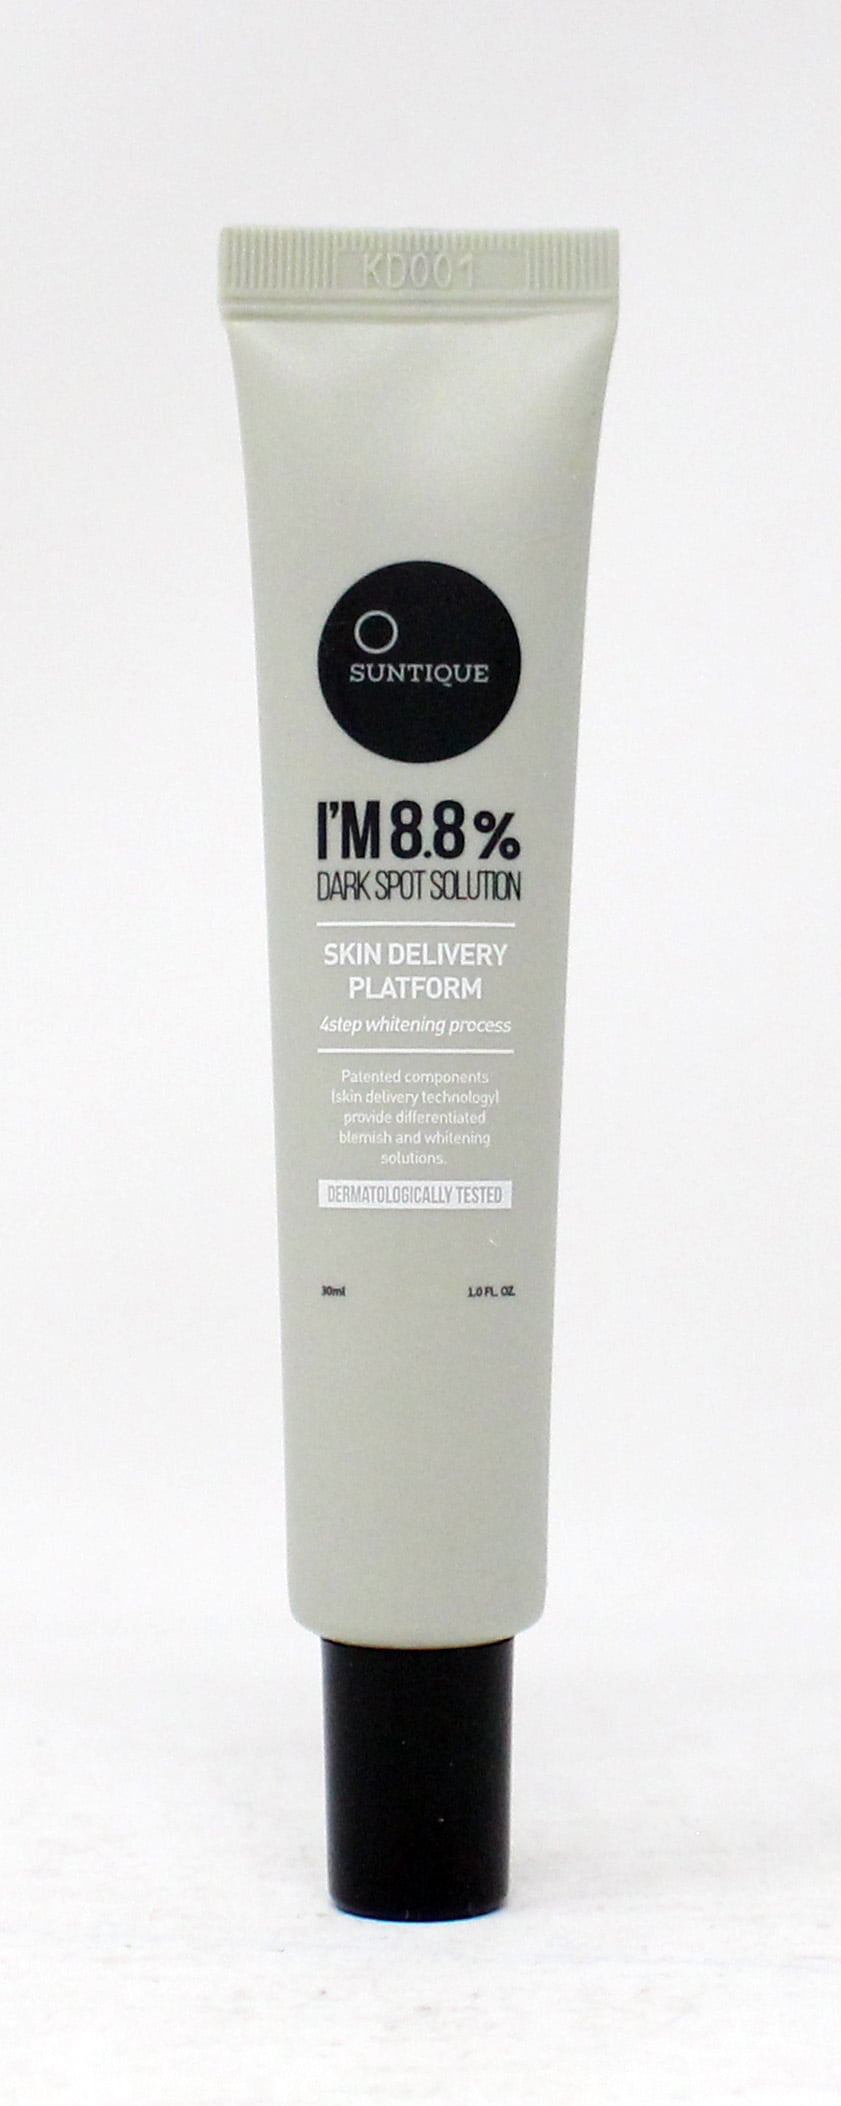 KD001
SUNTIQUE
I'M 8.8%
DARK SPOT SOLUTION
SKIN DELIVERY
PLATFORM
4step whitening process
Patented components
(skin delivery technology)
provide differentiated
blemish and whitening
solutions.
DERMATOLOGICALLY TESTED
30ml 1.0 FL. OZ.